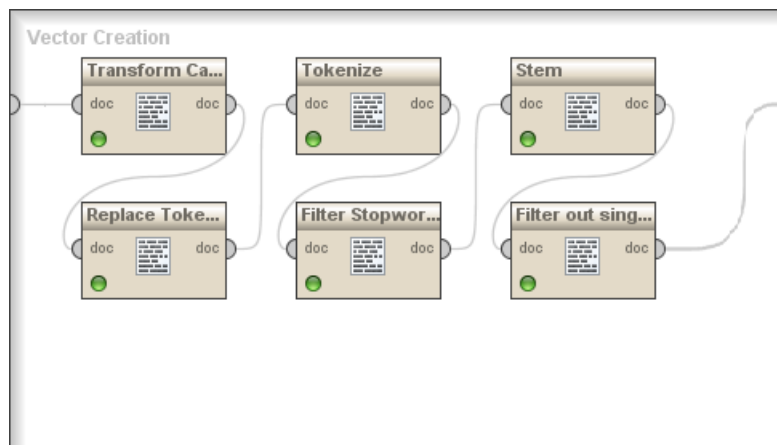 Vector Creation
Transform Ca...
Tokenize
Stem
doc doc
doc doc
doc doc
Replace Toke...
Filter Stopwor...
Filter out sing...
doc doc
doc doc
doc doc